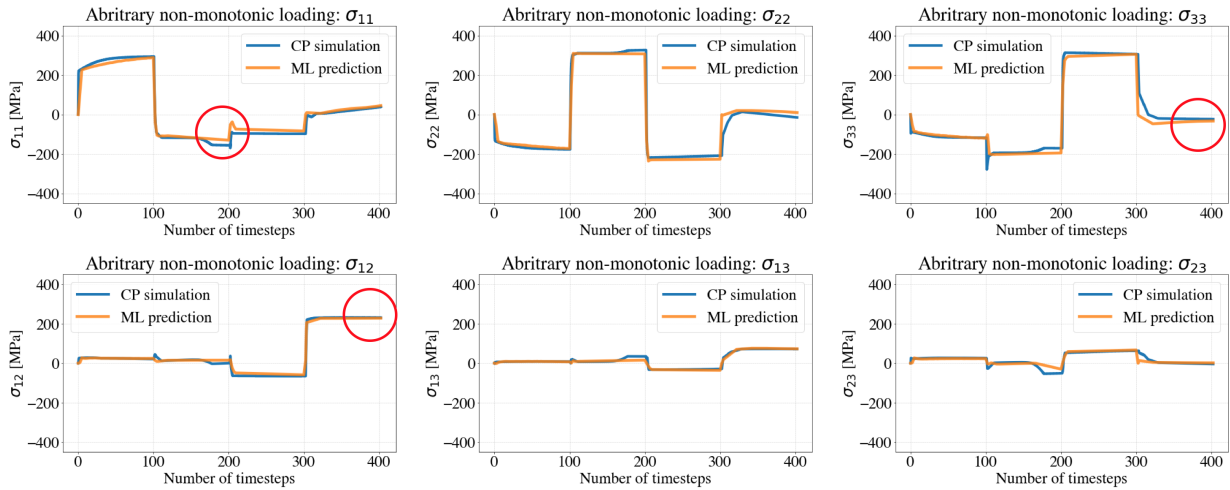 Abritrary non-monotonic loading: σ11
400
200
0
−200
−400
σ11 [MPa]
CP simulation
ML prediction
0 100 200 300 400
Number of timesteps
Abritrary non-monotonic loading: σ22
400
200
0
−200
−400
σ22 [MPa]
CP simulation
ML prediction
0 100 200 300 400
Number of timesteps
Abritrary non-monotonic loading: σ33
400
200
0
−200
−400
σ33 [MPa]
CP simulation
ML prediction
0 100 200 300 400
Number of timesteps
Abritrary non-monotonic loading: σ12
400
200
0
−200
−400
σ12 [MPa]
CP simulation
ML prediction
0 100 200 300 400
Number of timesteps
Abritrary non-monotonic loading: σ13
400
200
0
−200
−400
σ13 [MPa]
CP simulation
ML prediction
0 100 200 300 400
Number of timesteps
Abritrary non-monotonic loading: σ23
400
200
0
−200
−400
σ23 [MPa]
CP simulation
ML prediction
0 100 200 300 400
Number of timesteps